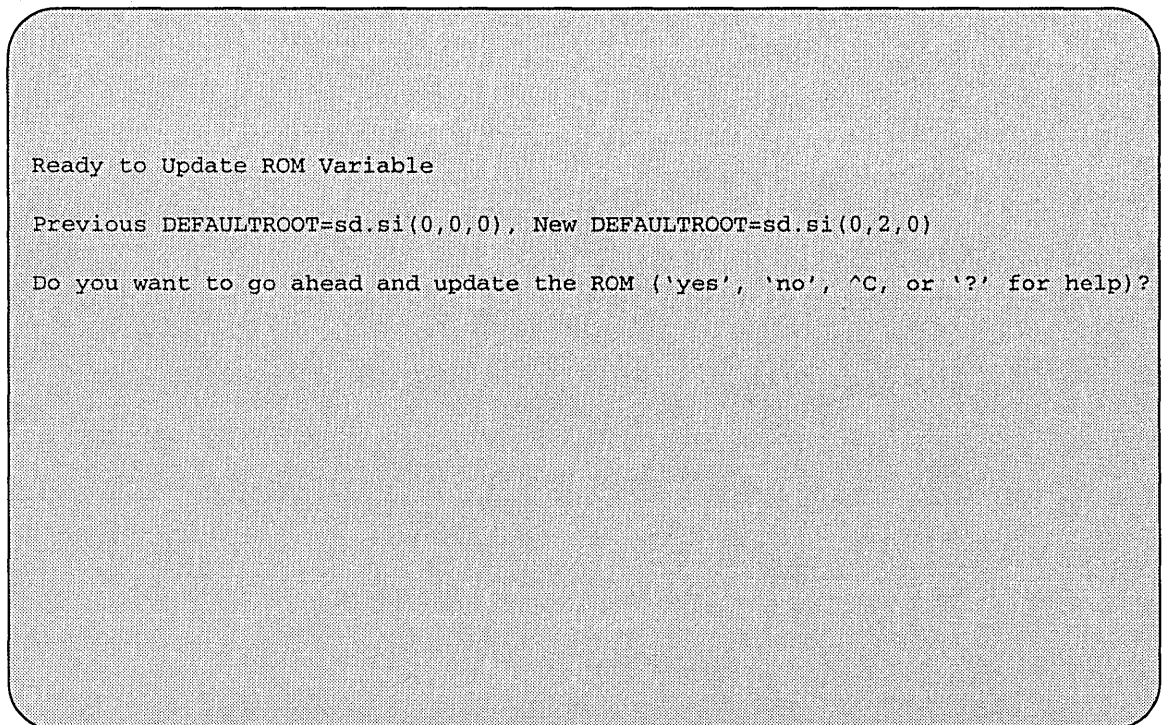 Ready to Update ROM Variable
Previous DEFAULTROOT=sd.si(0,0,0), New DEFAULTROOT=sd.si(0,2,0)
Do you want to go ahead and update the ROM (‘yes’, ‘no’, ^C, or ‘?’ for help)?